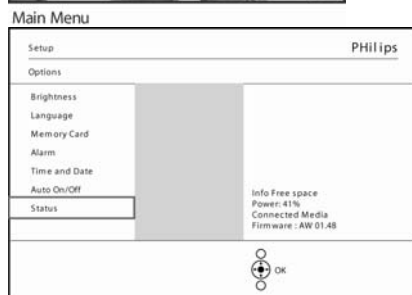 Main Menu
Setup
PHilips
Options
Brightness
Language
Memory Card
Alarm
Time and Date
Auto On/Off
Status
Info Free space
Power: 41%
Connected Media
Firmware : AW 01.48
OK